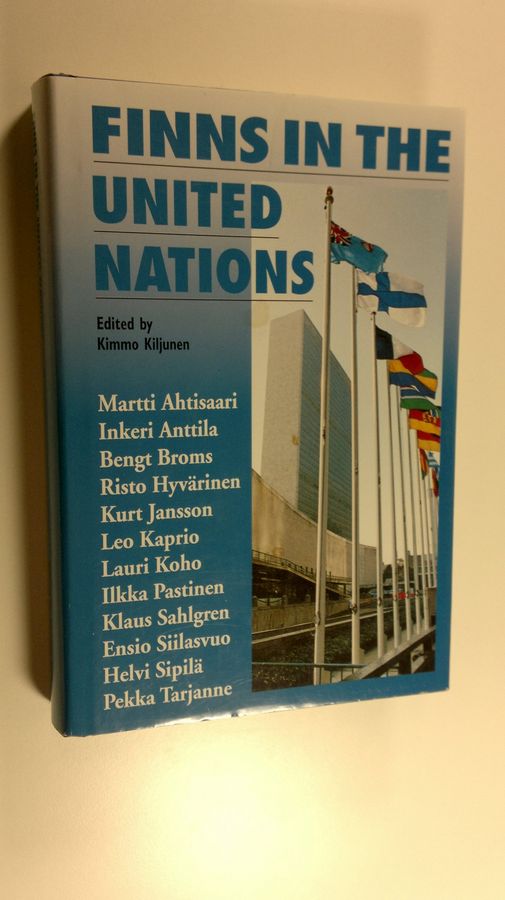 FINNS IN THE
UNITED
NATIONS
Edited by
Kimmo Kiljunen
Martti Ahtisaari
Inkeri Anttila
Bengt Broms
Risto Hyvärinen
Kurt Jansson
Leo Kaprio
Lauri Koho
Ilkka Pastinen
Klaus Sahlgren
Ensio Siilasvuo
Helvi Sipilä
Pekka Tarjanne